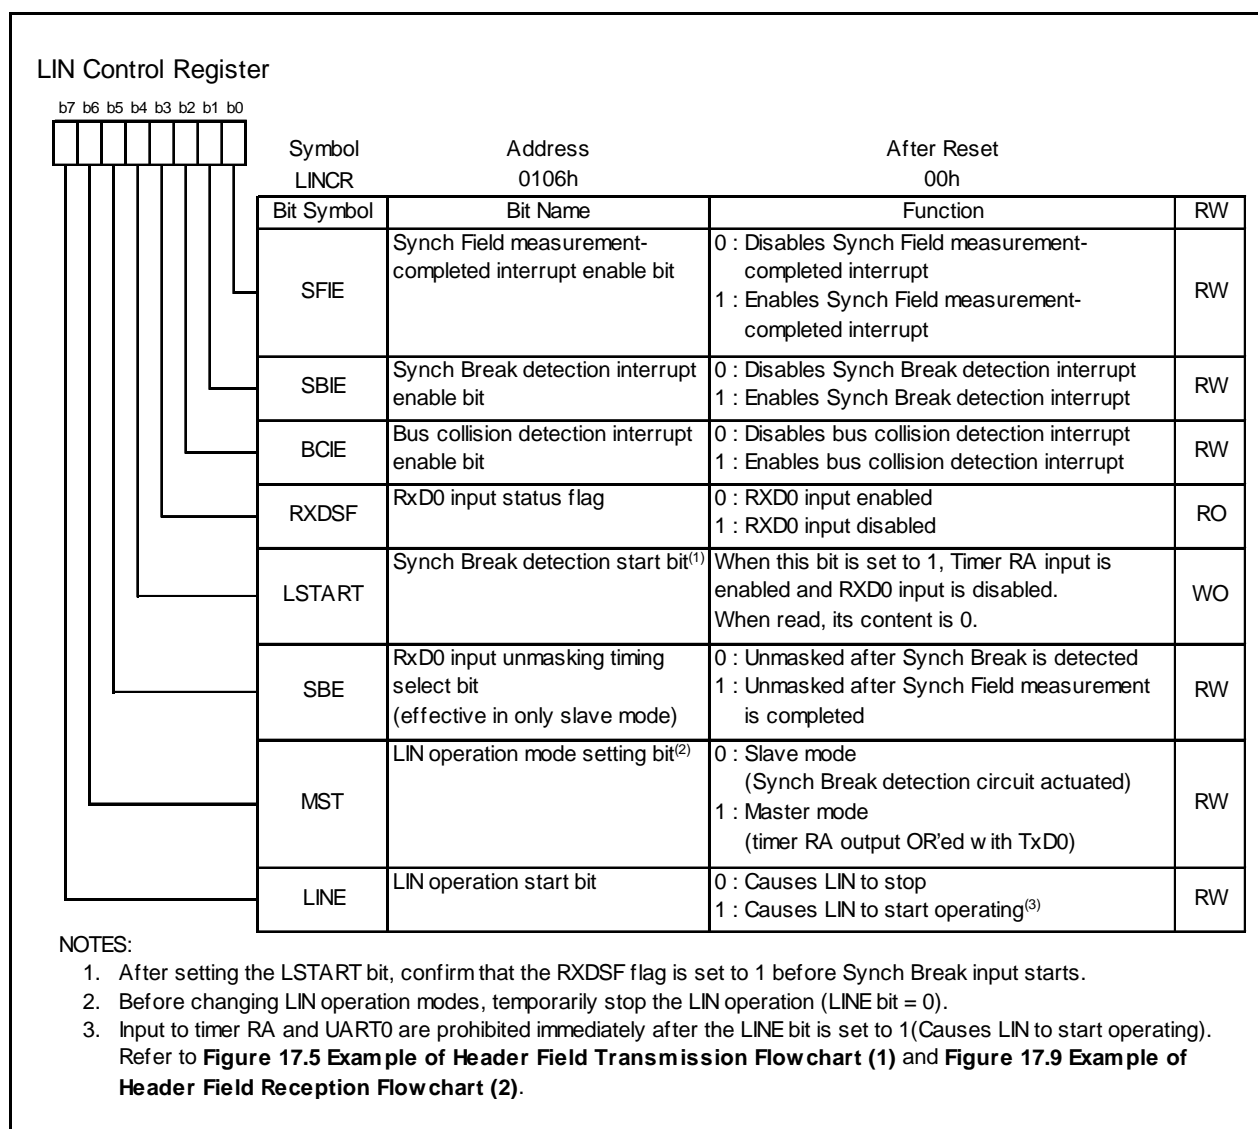 LIN Control Register
b7 b6 b5 b4 b3 b2 b1 b0
Symbol Address After Reset
LINCR 0106h 00h
Bit Symbol Bit Name Function RW
SFIE
Synch Field measurement-
completed interrupt enable bit
0 : Disables Synch Field measurement-
completed interrupt
1 : Enables Synch Field measurement-
completed interrupt
RW
SBIE
Synch Break detection interrupt
enable bit
0 : Disables Synch Break detection interrupt
1 : Enables Synch Break detection interrupt
RW
BCIE
Bus collision detection interrupt
enable bit
0 : Disables bus collision detection interrupt
1 : Enables bus collision detection interrupt
RW
RXDSF
RxD0 input status flag
0 : RXD0 input enabled
1 : RXD0 input disabled
RO
LSTART
Synch Break detection start bit(1)
When this bit is set to 1, Timer RA input is
enabled and RXD0 input is disabled.
When read, its content is 0.
WO
SBE
RxD0 input unmasking timing
select bit
(effective in only slave mode)
0 : Unmasked after Synch Break is detected
1 : Unmasked after Synch Field measurement
is completed
RW
MST
LIN operation mode setting bit(2)
0 : Slave mode
(Synch Break detection circuit actuated)
1 : Master mode
(timer RA output OR'ed with TxD0)
RW
LINE
LIN operation start bit
0 : Causes LIN to stop
1 : Causes LIN to start operating(3)
RW
NOTES:
1. After setting the LSTART bit, confirm that the RXDSF flag is set to 1 before Synch Break input starts.
2. Before changing LIN operation modes, temporarily stop the LIN operation (LINE bit = 0).
3. Input to timer RA and UART0 are prohibited immediately after the LINE bit is set to 1(Causes LIN to start operating).
Refer to Figure 17.5 Example of Header Field Transmission Flowchart (1) and Figure 17.9 Example of
Header Field Reception Flowchart (2).